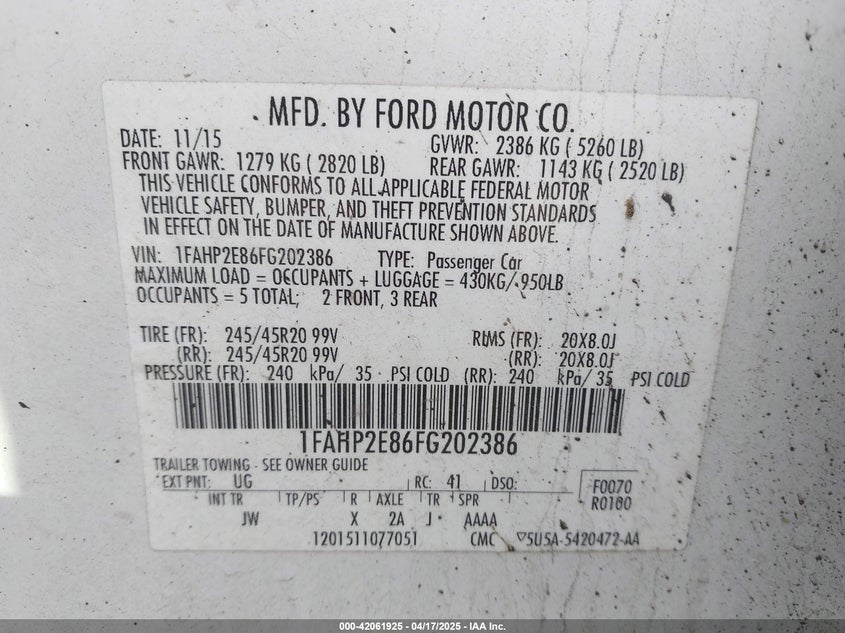 MFD. BY FORD MOTOR CO.
DATE: 11/15 GVWR: 2386 KG ( 5260 LB)
FRONT GAWR: 1279 KG ( 2820 LB) REAR GAWR: 1143 KG ( 2520 LB)
THIS VEHICLE CONFORMS TO ALL APPLICABLE FEDERAL MOTOR
VEHICLE SAFETY, BUMPER, AND THEFT PREVENTION STANDARDS
IN EFFECT ON THE DATE OF MANUFACTURE SHOWN ABOVE.
VIN: 1FAHP2E86FG202386 TYPE: Passenger Car
MAXIMUM LOAD = OCCUPANTS + LUGGAGE = 430KG/ 950LB
OCCUPANTS = 5 TOTAL; 2 FRONT, 3 REAR
TIRE (FR): 245/45R20 99V RIMS (FR): 20X8.0J
(RR): 245/45R20 99V (RR): 20X8.0J
PRESSURE (FR): 240 kPa/ 35 PSI COLD (RR): 240 kPa/ 35 PSI COLD
1FAHP2E86FG202386
TRAILER TOWING - SEE OWNER GUIDE
EXT PNT: UG RC: 41 DSO: F0070
R0180
INT TR TP/PS R AXLE TR SPR
JW X 2A J AAAA
1201511077051 CMC ▽5U5A-5420472-AA
000-42061925 - 04/17/2025 - IAA Inc.